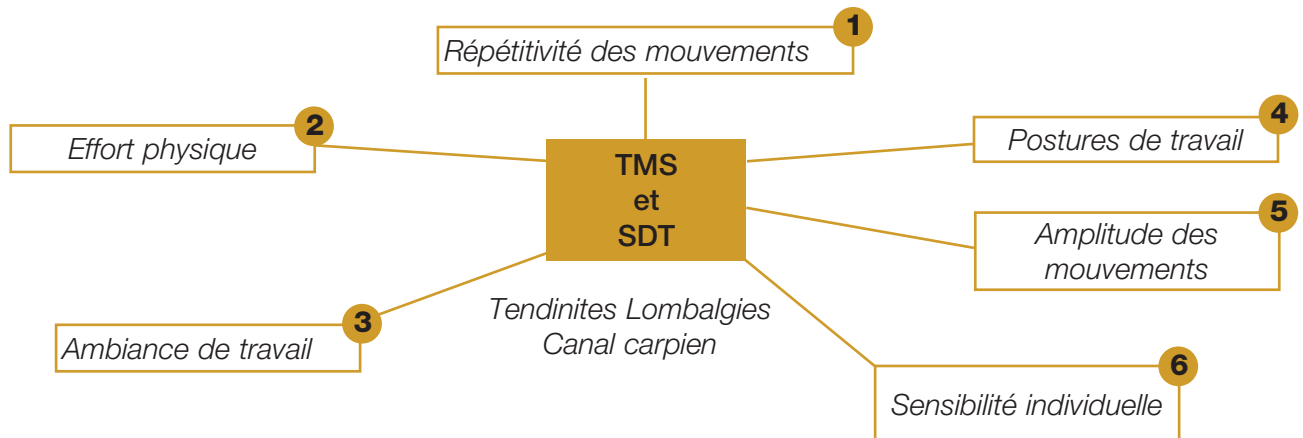 1
Répétitivité des mouvements
2
Effort physique
4
Postures de travail
TMS
et
SDT
5
Amplitude des
mouvements
3
Ambiance de travail
Tendinites Lombalgies
Canal carpien
6
Sensibilité individuelle